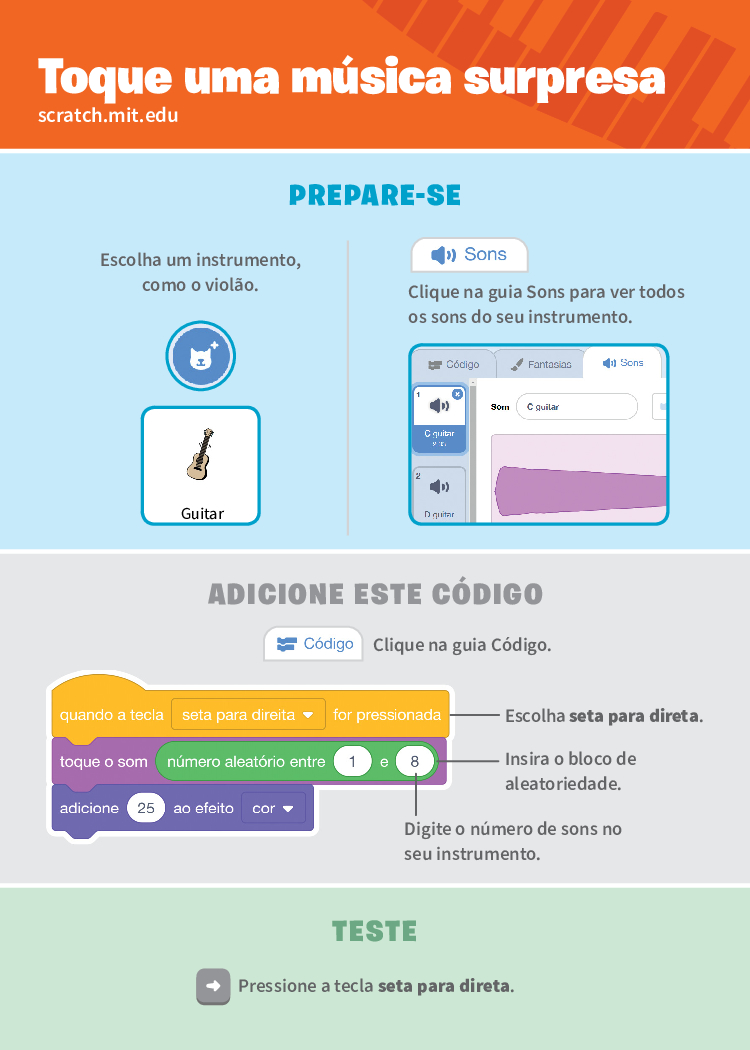 Toque uma música surpresa
scratch.mit.edu
PREPARE-SE
Escolha um instrumento,
como o violão.
Guitar
Sons
Clique na guia Sons para ver todos
os sons do seu instrumento.
Código
Fantasias
Sons
1
C guitar
Som
C guitar
2
D guitar
ADICIONE ESTE CÓDIGO
Código
Clique na guia Código.
quando a tecla seta para direita for pressionada
Escolha seta para direta.
toque o som número aleatório entre 1 e 8
Insira o bloco de
aleatoriedade.
adicione 25 ao efeito cor
Digite o número de sons no
seu instrumento.
TESTE
Pressione a tecla seta para direta.